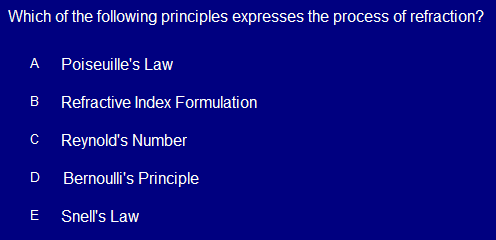 Which of the following principles expresses the process of refraction?
A Poiseuille's Law
B Refractive Index Formulation
C Reynold's Number
D Bernoulli's Principle
E Snell's Law